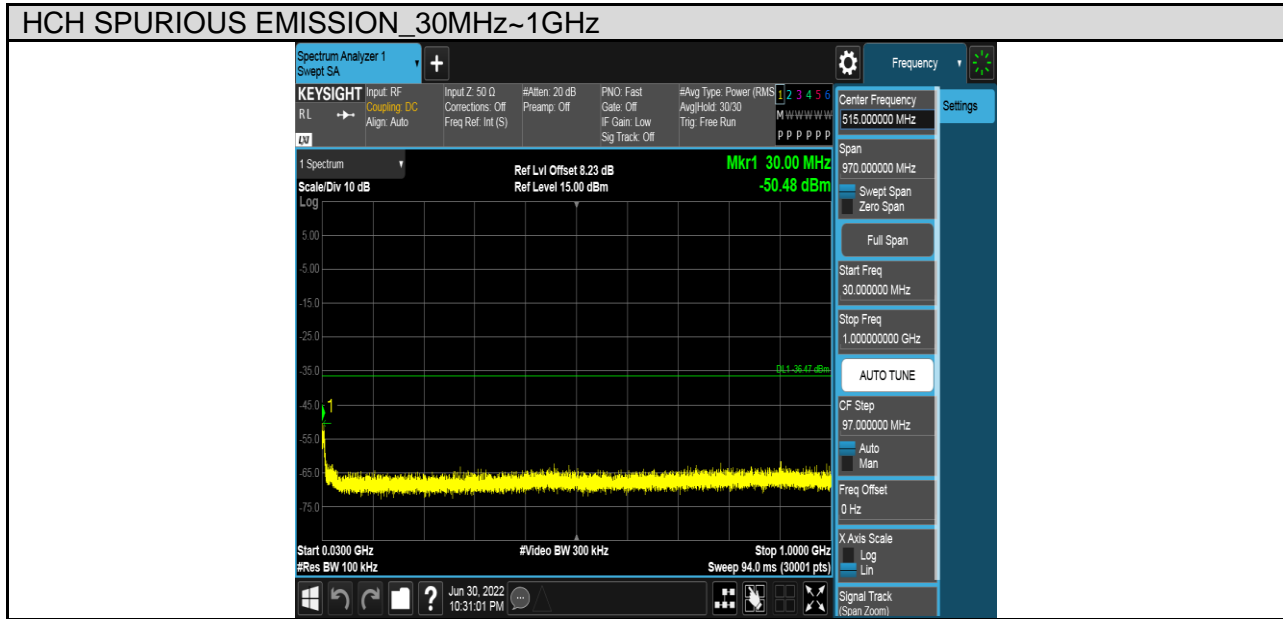 HCH SPURIOUS EMISSION_30MHz~1GHz
Spectrum Analyzer 1
Swept SA
+
Frequency
KEYSIGHT
RL
LXI
Input: RF
Coupling: DC
Align: Auto
Input Z: 50 Ω
Corrections: Off
Freq Ref: Int (S)
#Atten: 20 dB
Preamp: Off
PNO: Fast
Gate: Off
IF Gain: Low
Sig Track: Off
#Avg Type: Power (RMS
Avg|Hold: 30/30
Trig: Free Run
1 2 3 4 5 6
M W W W W W
P P P P P P
Center Frequency
515.000000 MHz
Settings
1 Spectrum
Scale/Div 10 dB
Log
Ref Lvl Offset 8.23 dB
Ref Level 15.00 dBm
Mkr1 30.00 MHz
-50.48 dBm
Span
970.000000 MHz
Swept Span
Zero Span
Full Span
Start Freq
30.000000 MHz
Stop Freq
1.000000000 GHz
AUTO TUNE
CF Step
97.000000 MHz
Auto
Man
Freq Offset
0 Hz
X Axis Scale
Log
Lin
Signal Track
(Span Zoom)
5.00
-5.00
-15.0
-25.0
-35.0
DL1 -36.47 dBm
-45.0
1
-55.0
-65.0
-75.0
Start 0.0300 GHz
#Res BW 100 kHz
#Video BW 300 kHz
Stop 1.0000 GHz
Sweep 94.0 ms (30001 pts)
?
Jun 30, 2022
10:31:01 PM